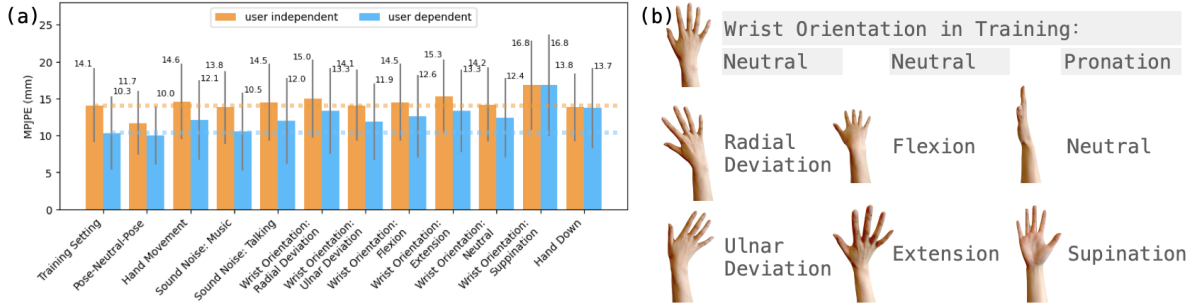 (a)
user independent
user dependent
MPJPE (mm)
25
20
15
10
5
0
14.1
10.3
11.7
10.0
14.6
12.1
13.8
10.5
14.5
12.0
15.0
13.3
14.1
11.9
14.5
12.6
15.3
13.3
14.2
12.4
16.8
16.8
13.8
13.7
Training Setting
Pose-Neutral-Pose
Hand Movement
Sound Noise: Music
Sound Noise: Talking
Wrist Orientation:
Radial Deviation
Wrist Orientation:
Ulnar Deviation
Wrist Orientation:
Flexion
Wrist Orientation:
Extension
Wrist Orientation:
Neutral
Wrist Orientation:
Suppination
Hand Down
(b)
Wrist Orientation in Training:
Neutral Neutral Pronation
Radial
Deviation
Flexion
Neutral
Ulnar
Deviation
Extension
Supination